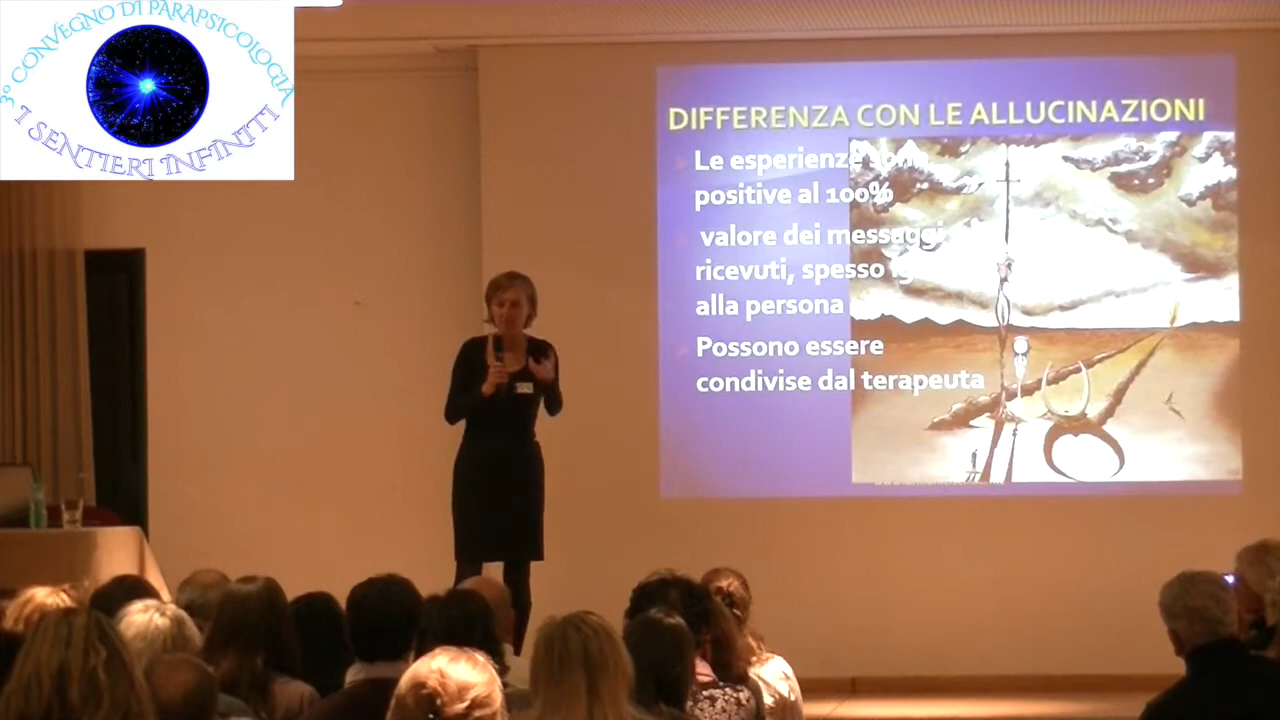 3° CONVEGNO DI PARAPSICOLOGIA
I SENTIERI INFINITI
DIFFERENZA CON LE ALLUCINAZIONI
Le esperienze sono
positive al 100%
valore dei messaggi
ricevuti, spesso
alla persona
Possono essere
condivise dal terapeuta